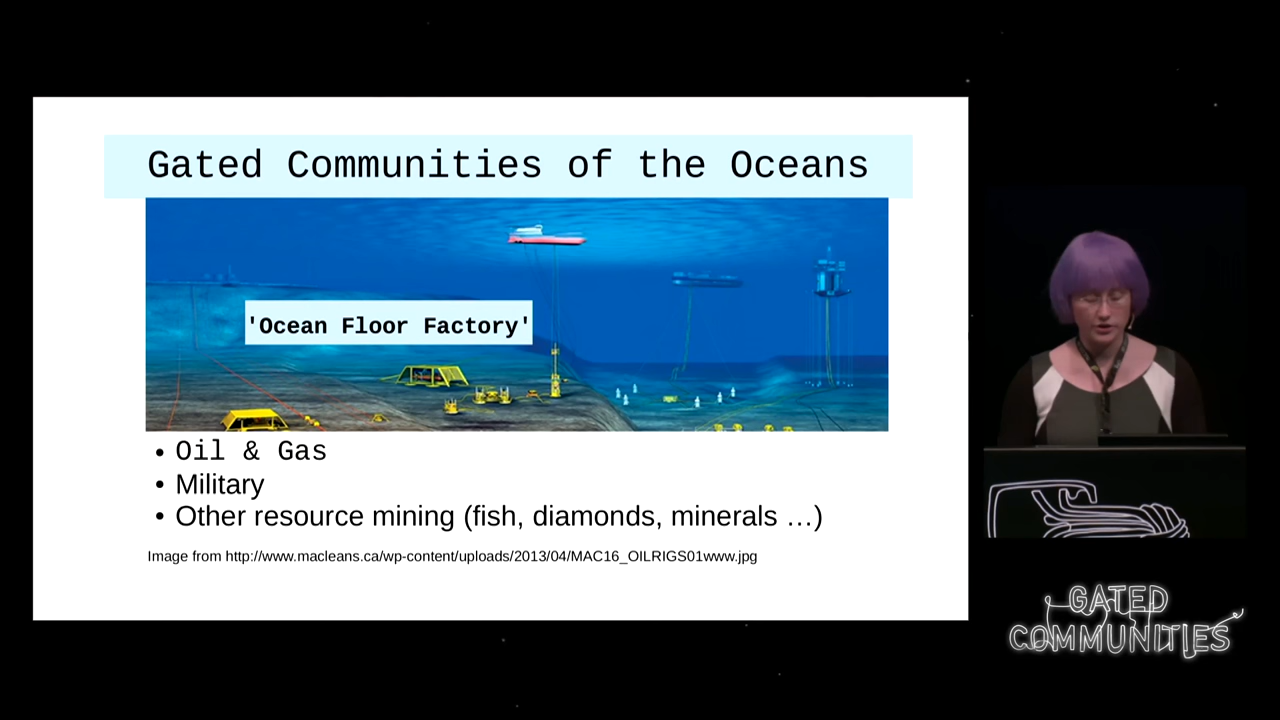 Gated Communities of the Oceans
'Ocean Floor Factory'
• Oil & Gas
• Military
• Other resource mining (fish, diamonds, minerals …)
Image from http://www.macleans.ca/wp-content/uploads/2013/04/MAC16_OILRIGS01www.jpg
GATED
COMMUNITIES